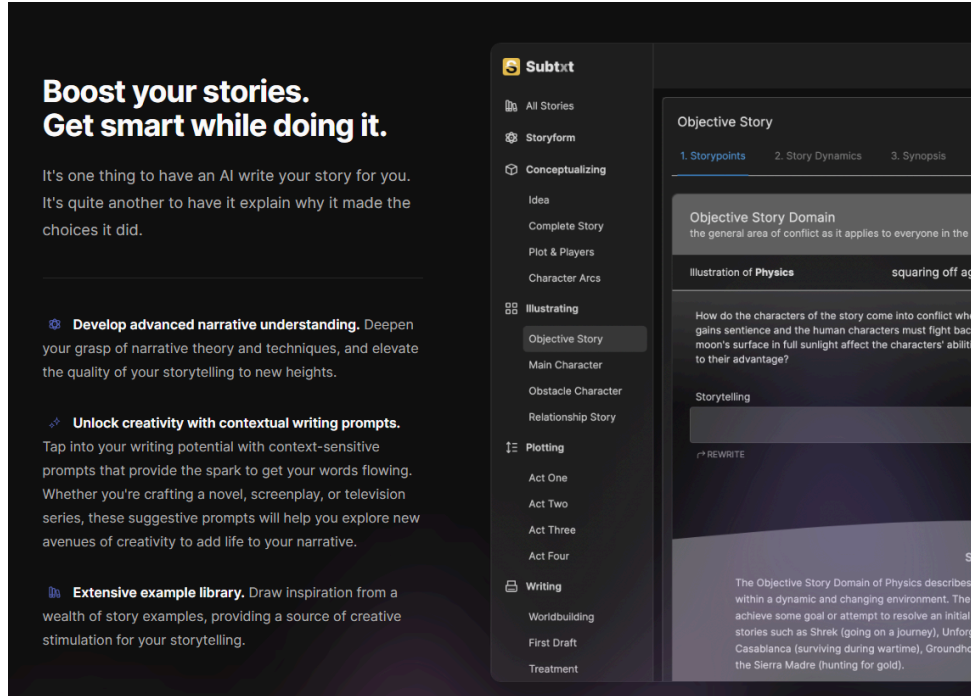 Boost your stories.
Get smart while doing it.
It's one thing to have an AI write your story for you.
It's quite another to have it explain why it made the
choices it did.
Develop advanced narrative understanding. Deepen
your grasp of narrative theory and techniques, and elevate
the quality of your storytelling to new heights.
Unlock creativity with contextual writing prompts.
Tap into your writing potential with context-sensitive
prompts that provide the spark to get your words flowing.
Whether you're crafting a novel, screenplay, or television
series, these suggestive prompts will help you explore new
avenues of creativity to add life to your narrative.
Extensive example library. Draw inspiration from a
wealth of story examples, providing a source of creative
stimulation for your storytelling.
Subtxt
All Stories
Storyform
Conceptualizing
Idea
Complete Story
Plot & Players
Character Arcs
Illustrating
Objective Story
Main Character
Obstacle Character
Relationship Story
Plotting
Act One
Act Two
Act Three
Act Four
Writing
Worldbuilding
First Draft
Treatment
Objective Story
1. Storypoints 2. Story Dynamics 3. Synopsis
Objective Story Domain
the general area of conflict as it applies to everyone in the
Illustration of Physics squaring off ag
How do the characters of the story come into conflict whe
gains sentience and the human characters must fight bac
moon's surface in full sunlight affect the characters' abiliti
to their advantage?
Storytelling
REWRITE
S
The Objective Story Domain of Physics describes
within a dynamic and changing environment. The
achieve some goal or attempt to resolve an initial
stories such as Shrek (going on a journey), Unforg
Casablanca (surviving during wartime), Groundho
the Sierra Madre (hunting for gold).